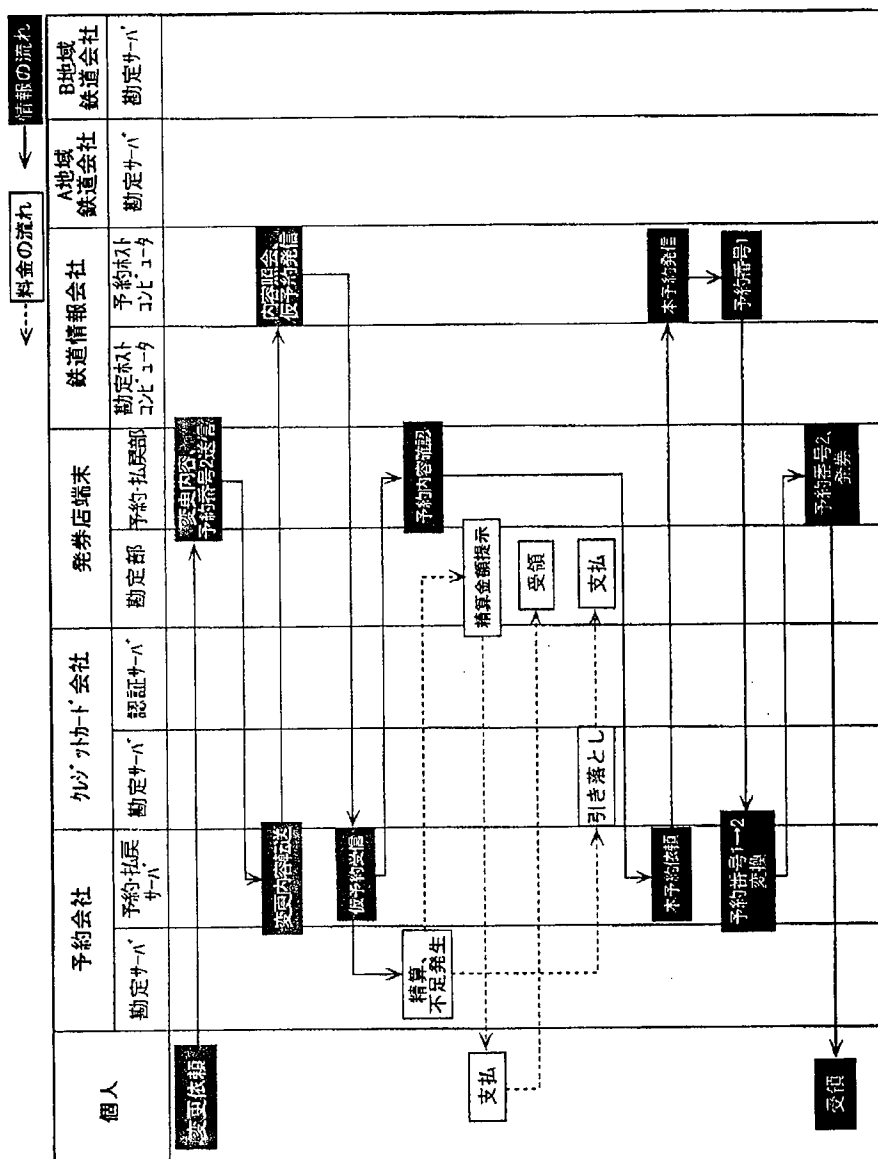 料金の流れ
情報の流れ
個人
予約会社
勘定サーバ
予約・払戻
サーバ
クレジットカード会社
勘定サーバ
認証サーバ
発券店端末
勘定部
予約・払戻部
鉄道情報会社
勘定ホスト
コンピュータ
予約ホスト
コンピュータ
A地域
鉄道会社
勘定サーバ
B地域
鉄道会社
勘定サーバ
変更依頼
変更内容、
予約番号2送信
変更内容転送
内容照会、
仮予約発信
仮予約受信
精算、
不足発生
予約内容確認
精算金額提示
支払
受領
引き落とし
支払
本予約依頼
本予約発信
予約番号1
予約番号1→2
変換
予約番号2、
発券
受領